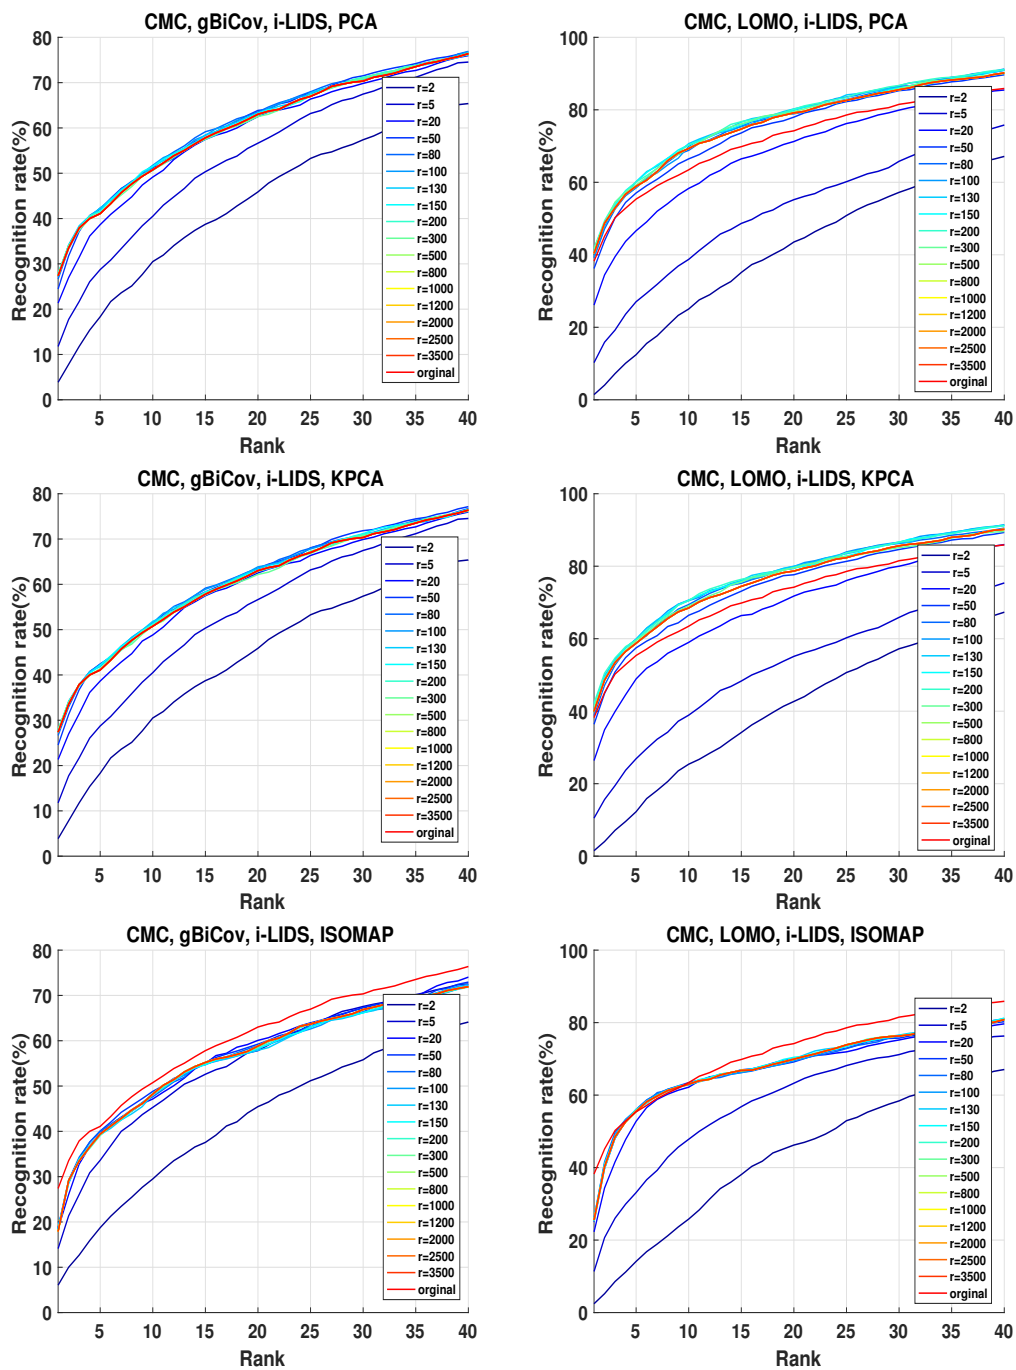 CMC, gBiCov, i-LIDS, PCA
80
70
60
50
40
30
20
10
0
Recognition rate(%)
5 10 15 20 25 30 35 40
Rank
r=2
r=5
r=20
r=50
r=80
r=100
r=130
r=150
r=200
r=300
r=500
r=800
r=1000
r=1200
r=2000
r=2500
r=3500
orginal
CMC, LOMO, i-LIDS, PCA
100
80
60
40
20
0
Recognition rate(%)
5 10 15 20 25 30 35 40
Rank
r=2
r=5
r=20
r=50
r=80
r=100
r=130
r=150
r=200
r=300
r=500
r=800
r=1000
r=1200
r=2000
r=2500
r=3500
orginal
CMC, gBiCov, i-LIDS, KPCA
80
70
60
50
40
30
20
10
0
Recognition rate(%)
5 10 15 20 25 30 35 40
Rank
r=2
r=5
r=20
r=50
r=80
r=100
r=130
r=150
r=200
r=300
r=500
r=800
r=1000
r=1200
r=2000
r=2500
r=3500
orginal
CMC, LOMO, i-LIDS, KPCA
100
80
60
40
20
0
Recognition rate(%)
5 10 15 20 25 30 35 40
Rank
r=2
r=5
r=20
r=50
r=80
r=100
r=130
r=150
r=200
r=300
r=500
r=800
r=1000
r=1200
r=2000
r=2500
r=3500
orginal
CMC, gBiCov, i-LIDS, ISOMAP
80
70
60
50
40
30
20
10
0
Recognition rate(%)
5 10 15 20 25 30 35 40
Rank
r=2
r=5
r=20
r=50
r=80
r=100
r=130
r=150
r=200
r=300
r=500
r=800
r=1000
r=1200
r=2000
r=2500
r=3500
orginal
CMC, LOMO, i-LIDS, ISOMAP
100
80
60
40
20
0
Recognition rate(%)
5 10 15 20 25 30 35 40
Rank
r=2
r=5
r=20
r=50
r=80
r=100
r=130
r=150
r=200
r=300
r=500
r=800
r=1000
r=1200
r=2000
r=2500
r=3500
orginal